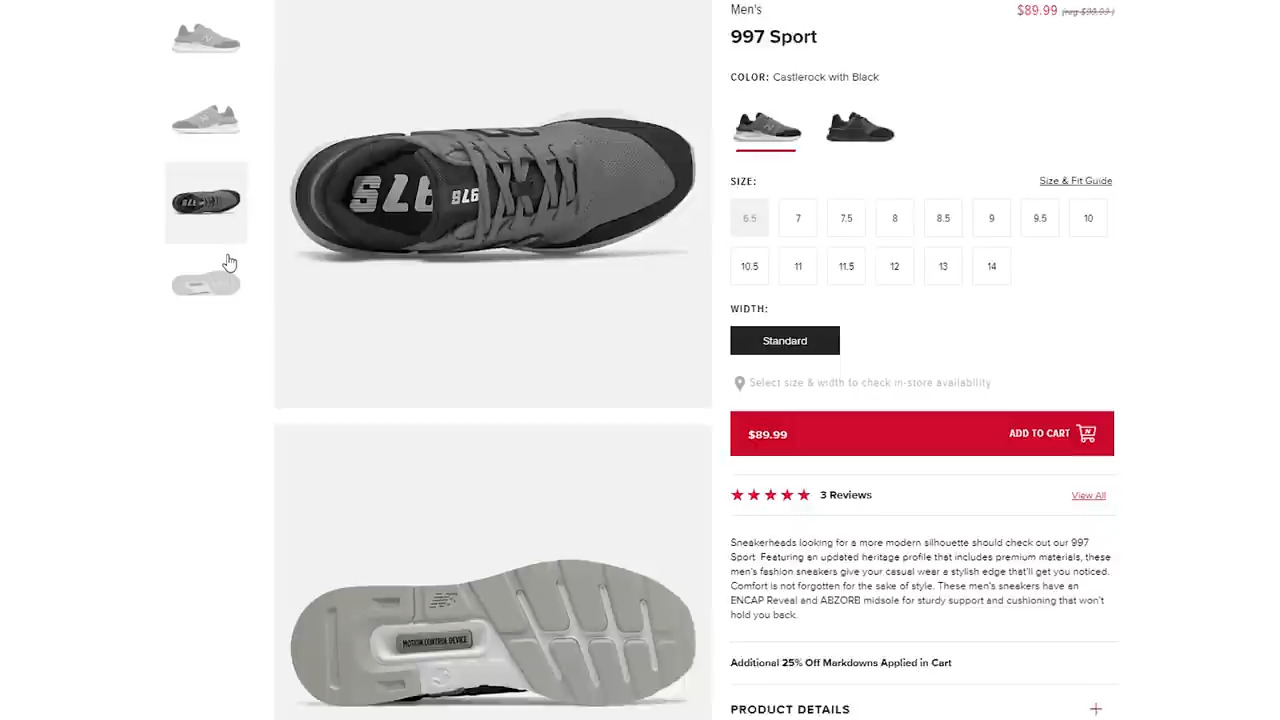 Men's
$89.99 (reg $99.99)
997 Sport
COLOR: Castlerock with Black
SIZE:
Size & Fit Guide
6.5 7 7.5 8 8.5 9 9.5 10
10.5 11 11.5 12 13 14
WIDTH:
Standard
Select size & width to check in-store availability
$89.99
ADD TO CART
★★★★★ 3 Reviews
View All
Sneakerheads looking for a more modern silhouette should check out our 997
Sport. Featuring an updated heritage profile that includes premium materials, these
men's fashion sneakers give your casual wear a stylish edge that'll get you noticed.
Comfort is not forgotten for the sake of style. These men's sneakers have an
ENCAP Reveal and ABZORB midsole for sturdy support and cushioning that won't
hold you back.
Additional 25% Off Markdowns Applied in Cart
PRODUCT DETAILS
MOTION CONTROL DEVICE